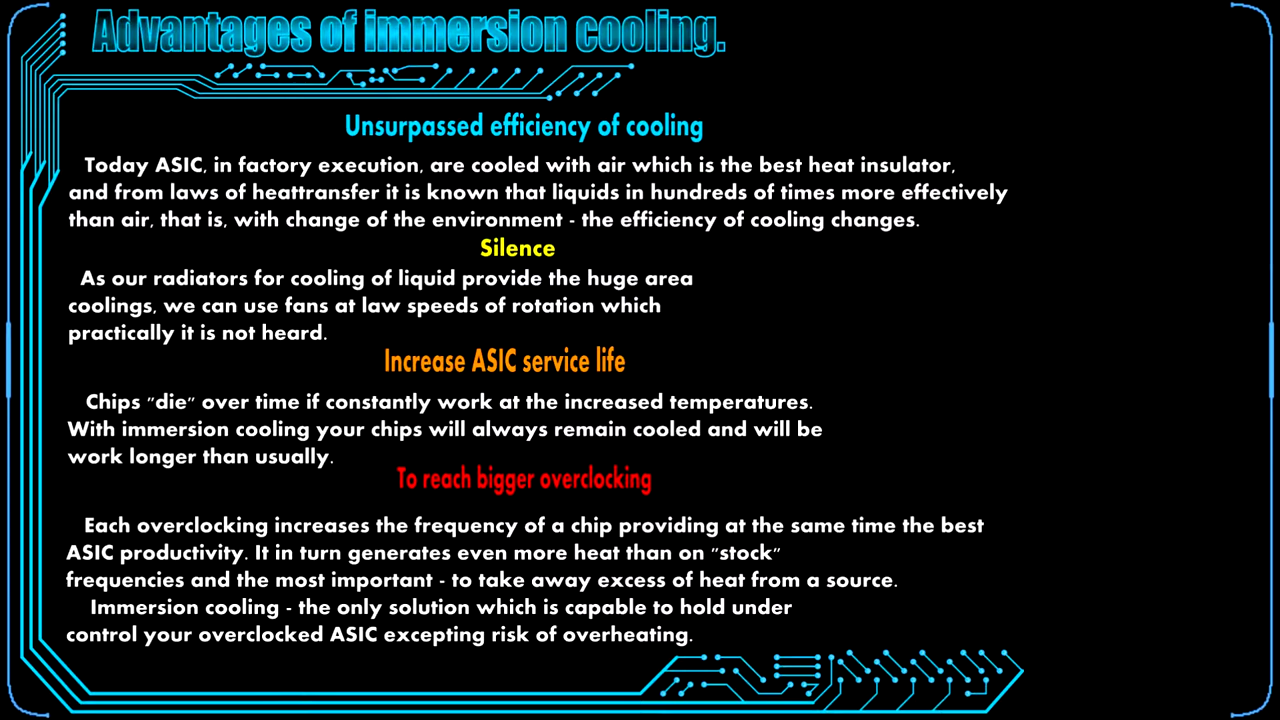 Advantages of immersion cooling.
Unsurpassed efficiency of cooling
Today ASIC, in factory execution, are cooled with air which is the best heat insulator,
and from laws of heattransfer it is known that liquids in hundreds of times more effectively
than air, that is, with change of the environment - the efficiency of cooling changes.
Silence
As our radiators for cooling of liquid provide the huge area
coolings, we can use fans at law speeds of rotation which
practically it is not heard.
Increase ASIC service life
Chips "die" over time if constantly work at the increased temperatures.
With immersion cooling your chips will always remain cooled and will be
work longer than usually.
To reach bigger overclocking
Each overclocking increases the frequency of a chip providing at the same time the best
ASIC productivity. It in turn generates even more heat than on "stock"
frequencies and the most important - to take away excess of heat from a source.
Immersion cooling - the only solution which is capable to hold under
control your overclocked ASIC excepting risk of overheating.